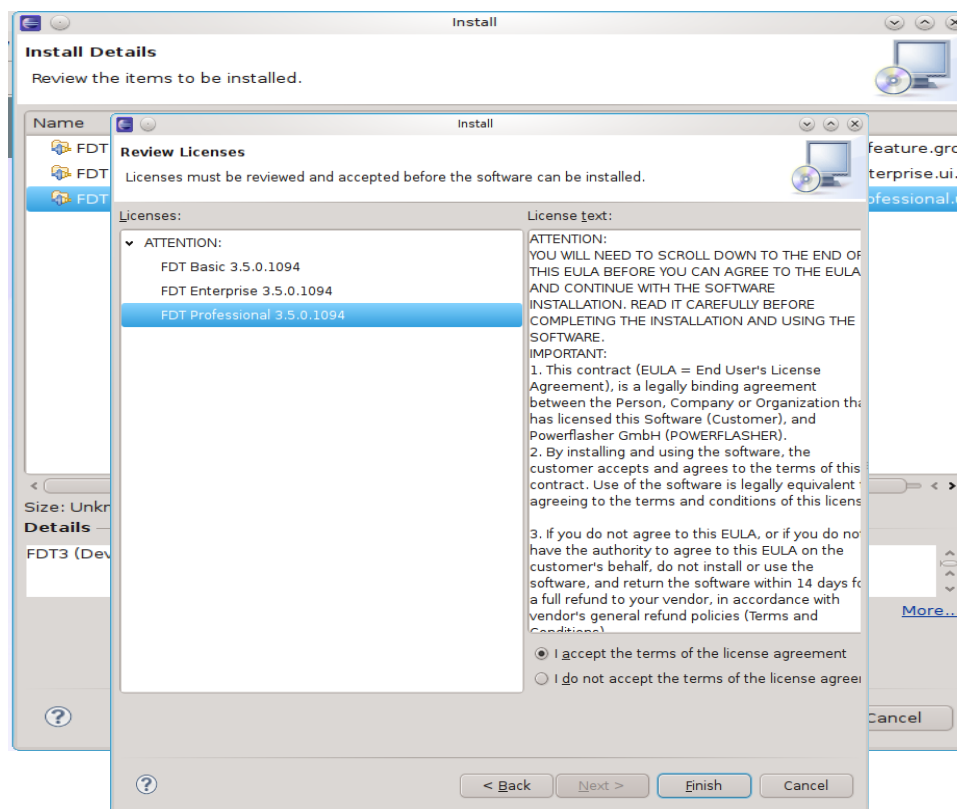 Install
Install Details
Review the items to be installed.
Name
FDT
feature.gro
FDT
terprise.ui.
FDT
ofessional.
Size: Unkr
Details
FDT3 (Dev
More...
Cancel
Install
Review Licenses
Licenses must be reviewed and accepted before the software can be installed.
Licenses:
ATTENTION:
FDT Basic 3.5.0.1094
FDT Enterprise 3.5.0.1094
FDT Professional 3.5.0.1094
License text:
ATTENTION:
YOU WILL NEED TO SCROLL DOWN TO THE END OF
THIS EULA BEFORE YOU CAN AGREE TO THE EULA
AND CONTINUE WITH THE SOFTWARE
INSTALLATION. READ IT CAREFULLY BEFORE
COMPLETING THE INSTALLATION AND USING THE
SOFTWARE.
IMPORTANT:
1. This contract (EULA = End User's License
Agreement), is a legally binding agreement
between the Person, Company or Organization tha
has licensed this Software (Customer), and
Powerflasher GmbH (POWERFLASHER).
2. By installing and using the software, the
customer accepts and agrees to the terms of this
contract. Use of the software is legally equivalent
agreeing to the terms and conditions of this licens
3. If you do not agree to this EULA, or if you do not
have the authority to agree to this EULA on the
customer's behalf, do not install or use the
software, and return the software within 14 days fo
a full refund to your vendor, in accordance with
vendor's general refund policies (Terms and
Conditions)
I accept the terms of the license agreement
I do not accept the terms of the license agreer
< Back
Next >
Finish
Cancel